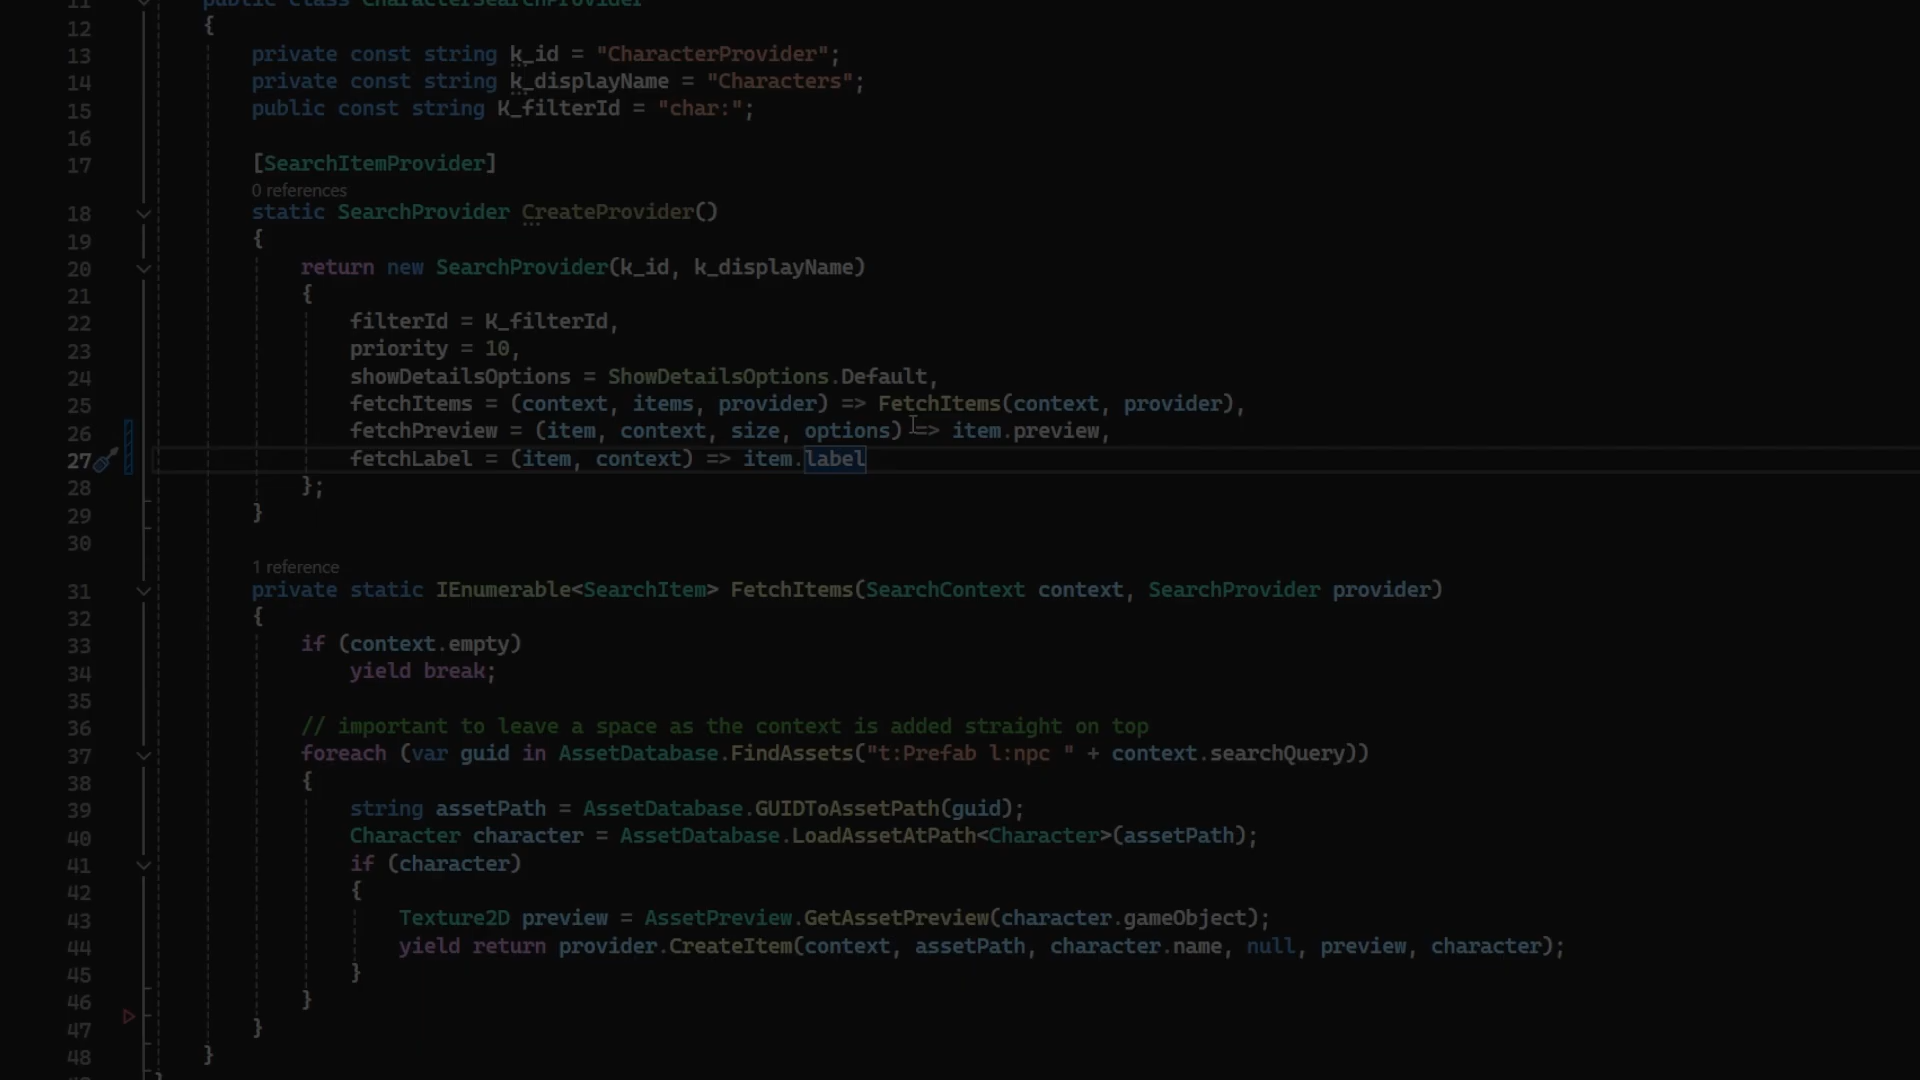 11 public class CharacterSearchProvider
12 {
13 private const string k_id = "CharacterProvider";
14 private const string k_displayName = "Characters";
15 public const string K_filterId = "char:";
16
17 [SearchItemProvider]
0 references
18 static SearchProvider CreateProvider()
19 {
20 return new SearchProvider(k_id, k_displayName)
21 {
22 filterId = K_filterId,
23 priority = 10,
24 showDetailsOptions = ShowDetailsOptions.Default,
25 fetchItems = (context, items, provider) => FetchItems(context, provider),
26 fetchPreview = (item, context, size, options) => item.preview,
27 fetchLabel = (item, context) => item.label
28 };
29 }
30
1 reference
31 private static IEnumerable<SearchItem> FetchItems(SearchContext context, SearchProvider provider)
32 {
33 if (context.empty)
34 yield break;
35
36 // important to leave a space as the context is added straight on top
37 foreach (var guid in AssetDatabase.FindAssets("t:Prefab l:npc " + context.searchQuery))
38 {
39 string assetPath = AssetDatabase.GUIDToAssetPath(guid);
40 Character character = AssetDatabase.LoadAssetAtPath<Character>(assetPath);
41 if (character)
42 {
43 Texture2D preview = AssetPreview.GetAssetPreview(character.gameObject);
44 yield return provider.CreateItem(context, assetPath, character.name, null, preview, character);
45 }
46 }
47 }
48 }